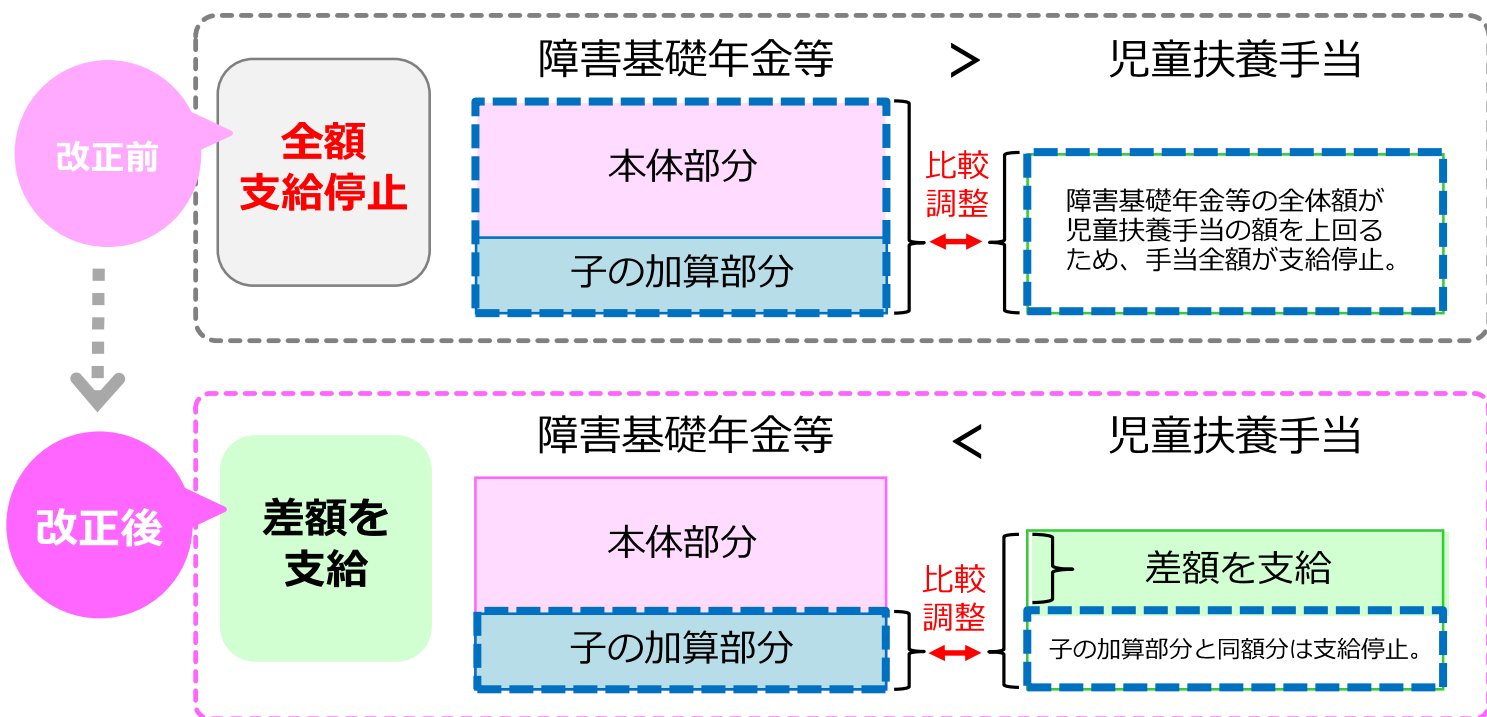 改正前
全額
支給停止
障害基礎年金等 > 児童扶養手当
本体部分
子の加算部分
比較
調整
障害基礎年金等の全体額が
児童扶養手当の額を上回る
ため、手当全額が支給停止。
改正後
差額を
支給
障害基礎年金等 < 児童扶養手当
本体部分
子の加算部分
比較
調整
差額を支給
子の加算部分と同額分は支給停止。